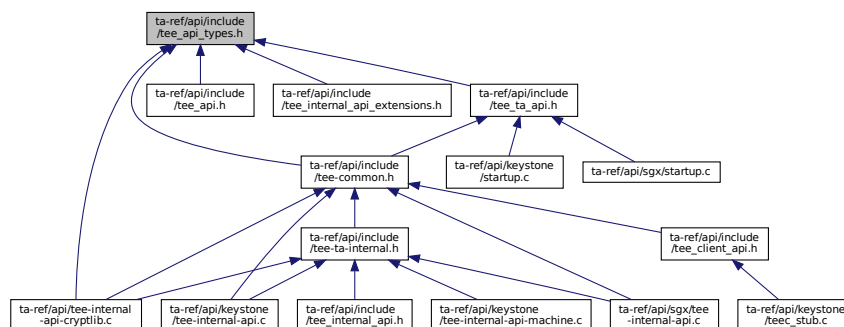 ta-ref/api/include
/tee_api_types.h
ta-ref/api/include
/tee_api.h
ta-ref/api/include
/tee_internal_api_extensions.h
ta-ref/api/include
/tee_ta_api.h
ta-ref/api/include
/tee-common.h
ta-ref/api/keystone
/startup.c
ta-ref/api/sgx/startup.c
ta-ref/api/include
/tee-ta-internal.h
ta-ref/api/include
/tee_client_api.h
ta-ref/api/tee-internal
-api-cryptlib.c
ta-ref/api/keystone
/tee-internal-api.c
ta-ref/api/include
/tee_internal_api.h
ta-ref/api/keystone
/tee-internal-api-machine.c
ta-ref/api/sgx/tee
-internal-api.c
ta-ref/api/keystone
/teec_stub.c